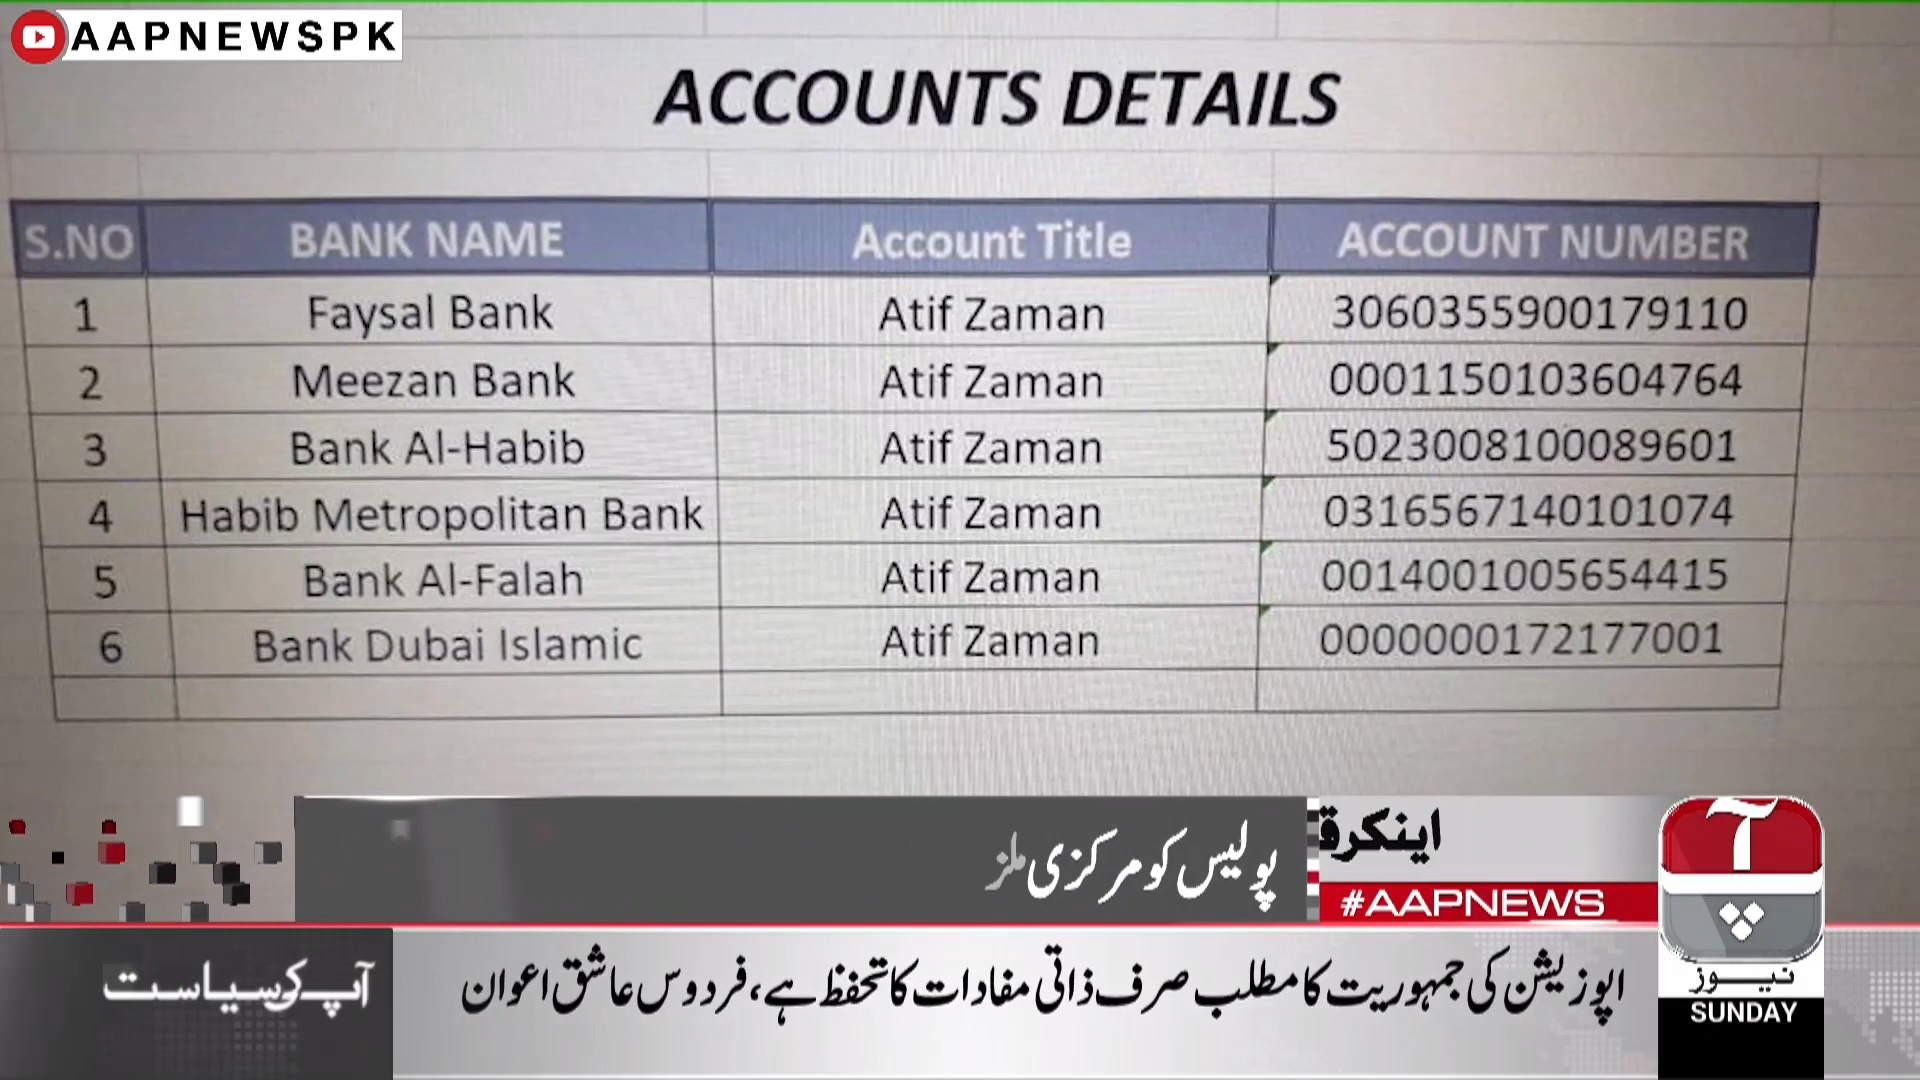 AAPNEWSPK
ACCOUNTS DETAILS
S.NO BANK NAME Account Title ACCOUNT NUMBER
1 Faysal Bank Atif Zaman 3060355900179110
2 Meezan Bank Atif Zaman 0001150103604764
3 Bank Al-Habib Atif Zaman 5023008100089601
4 Habib Metropolitan Bank Atif Zaman 0316567140101074
5 Bank Al-Falah Atif Zaman 0014001005654415
6 Bank Dubai Islamic Atif Zaman 0000000172177001
اینکر ق
پولیس کو مرکزی ملز
#AAPNEWS
آپ
نیوز
اپوزیشن کی جمہوریت کا مطلب صرف ذاتی مفادات کا تحفظ ہے، فردوس عاشق اعوان
آپ کی سیاست
SUNDAY